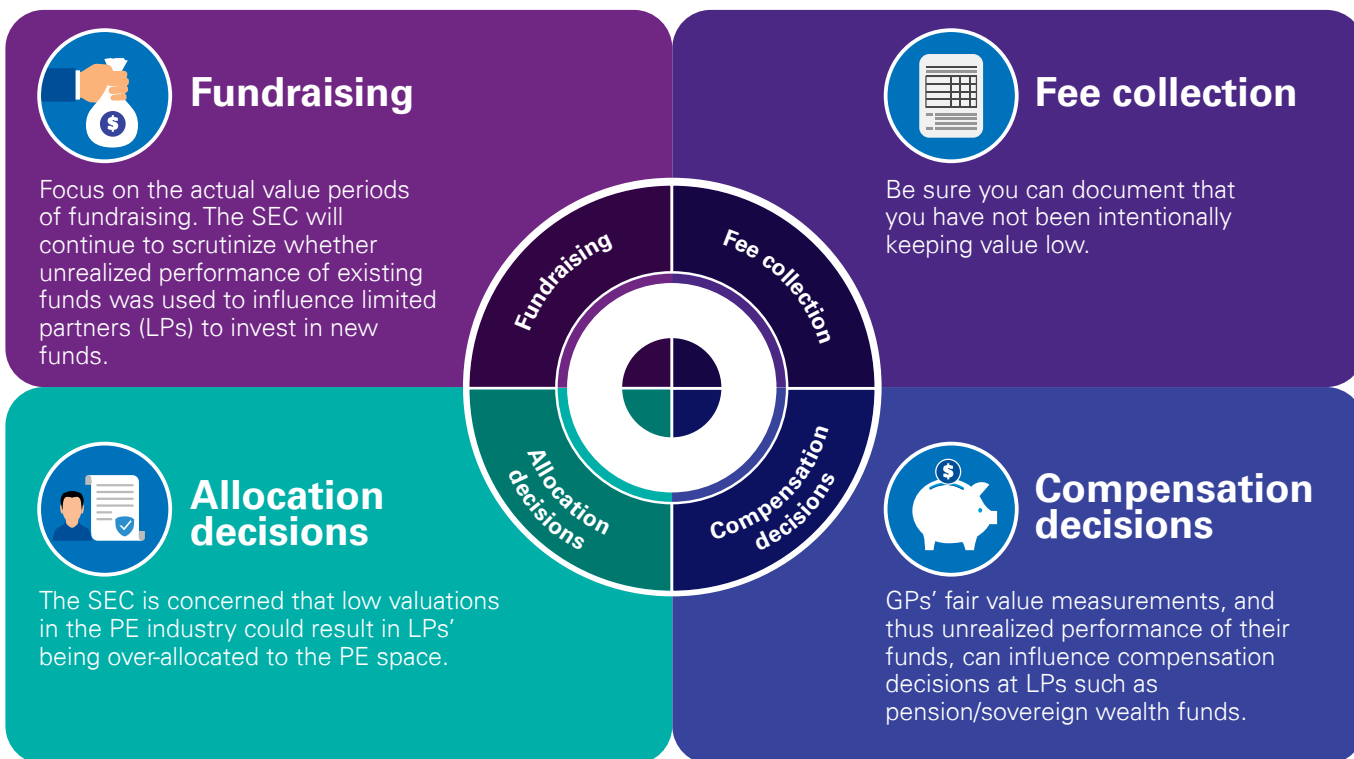 Fundraising
Focus on the actual value periods
of fundraising. The SEC will
continue to scrutinize whether
unrealized performance of existing
funds was used to influence limited
partners (LPs) to invest in new
funds.
Fee collection
Be sure you can document that
you have not been intentionally
keeping value low.
Fundraising
Fee collection
Allocation
decisions
Compensation
decisions
Allocation
decisions
The SEC is concerned that low valuations
in the PE industry could result in LPs’
being over-allocated to the PE space.
Compensation
decisions
GPs’ fair value measurements, and
thus unrealized performance of their
funds, can influence compensation
decisions at LPs such as
pension/sovereign wealth funds.
$
$